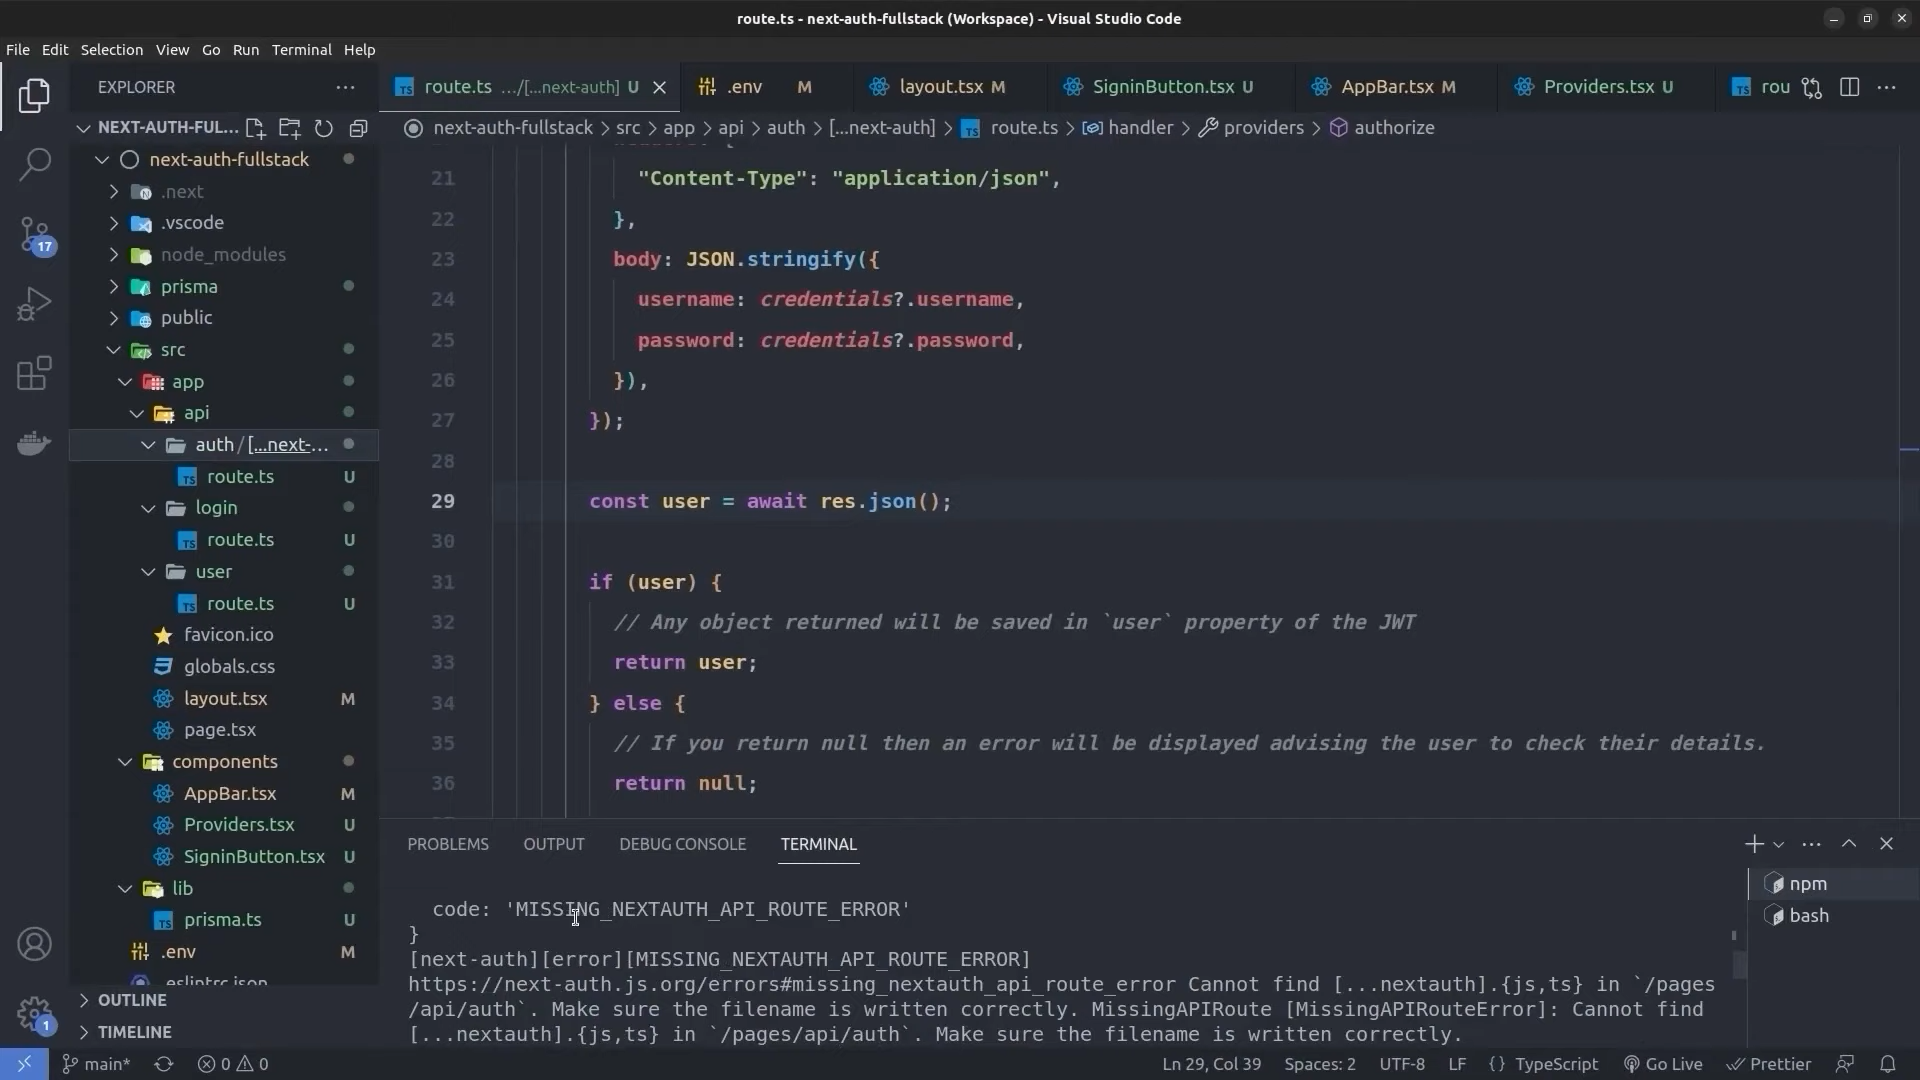 route.ts - next-auth-fullstack (Workspace) - Visual Studio Code
File Edit Selection View Go Run Terminal Help
EXPLORER
NEXT-AUTH-FUL...
next-auth-fullstack
.next
.vscode
node_modules
prisma
public
src
app
api
auth/[...next-...
route.ts U
login
route.ts U
user
route.ts U
favicon.ico
globals.css
layout.tsx M
page.tsx
components
AppBar.tsx M
Providers.tsx U
SigninButton.tsx U
lib
prisma.ts U
.env M
.eslintrc.json
OUTLINE
TIMELINE
17
1
route.ts .../[...next-auth] U
.env M
layout.tsx M
SigninButton.tsx U
AppBar.tsx M
Providers.tsx U
rou
next-auth-fullstack > src > app > api > auth > [...next-auth] > route.ts > handler > providers > authorize
21 "Content-Type": "application/json",
22 },
23 body: JSON.stringify({
24 username: credentials?.username,
25 password: credentials?.password,
26 }),
27 });
28
29 const user = await res.json();
30
31 if (user) {
32 // Any object returned will be saved in `user` property of the JWT
33 return user;
34 } else {
35 // If you return null then an error will be displayed advising the user to check their details.
36 return null;
PROBLEMS OUTPUT DEBUG CONSOLE TERMINAL
code: 'MISSING_NEXTAUTH_API_ROUTE_ERROR'
}
[next-auth][error][MISSING_NEXTAUTH_API_ROUTE_ERROR]
https://next-auth.js.org/errors#missing_nextauth_api_route_error Cannot find [...nextauth].{js,ts} in `/pages
/api/auth`. Make sure the filename is written correctly. MissingAPIRoute [MissingAPIRouteError]: Cannot find
[...nextauth].{js,ts} in `/pages/api/auth`. Make sure the filename is written correctly.
npm
bash
main* 0 0 Ln 29, Col 39 Spaces: 2 UTF-8 LF {} TypeScript Go Live Prettier